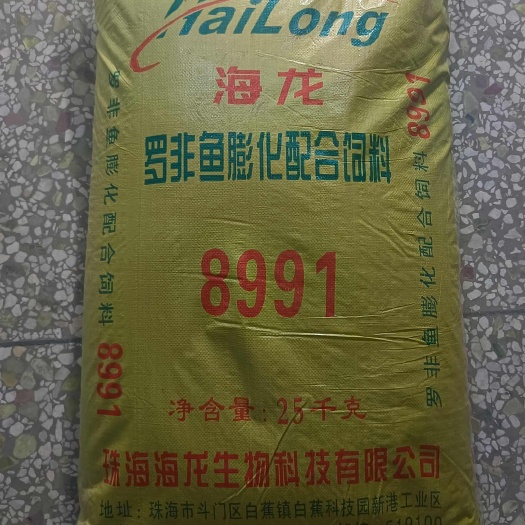 HaiLong
海龙
罗非鱼膨化配合饲料
8991
罗非鱼膨化配合饲料 8991
罗非鱼膨化配合饲料 8991
净含量:25千克
珠海海龙生物科技有限公司
地址:珠海市斗门区白蕉镇白蕉科技园新港工业区